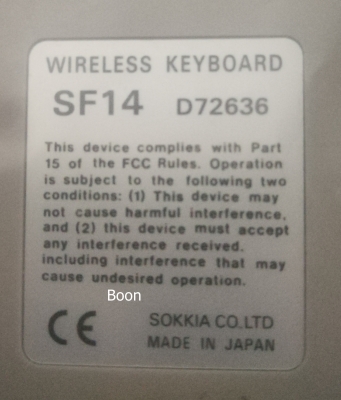 WIRELESS KEYBOARD
SF14 D72636
This device complies with Part
15 of the FCC Rules. Operation
is subject to the following two
conditions: (1) This device may
not cause harmful interference,
and (2) this device must accept
any interference received,
including interference that may
cause undesired operation.
Boon
CE SOKKIA CO.LTD
MADE IN JAPAN